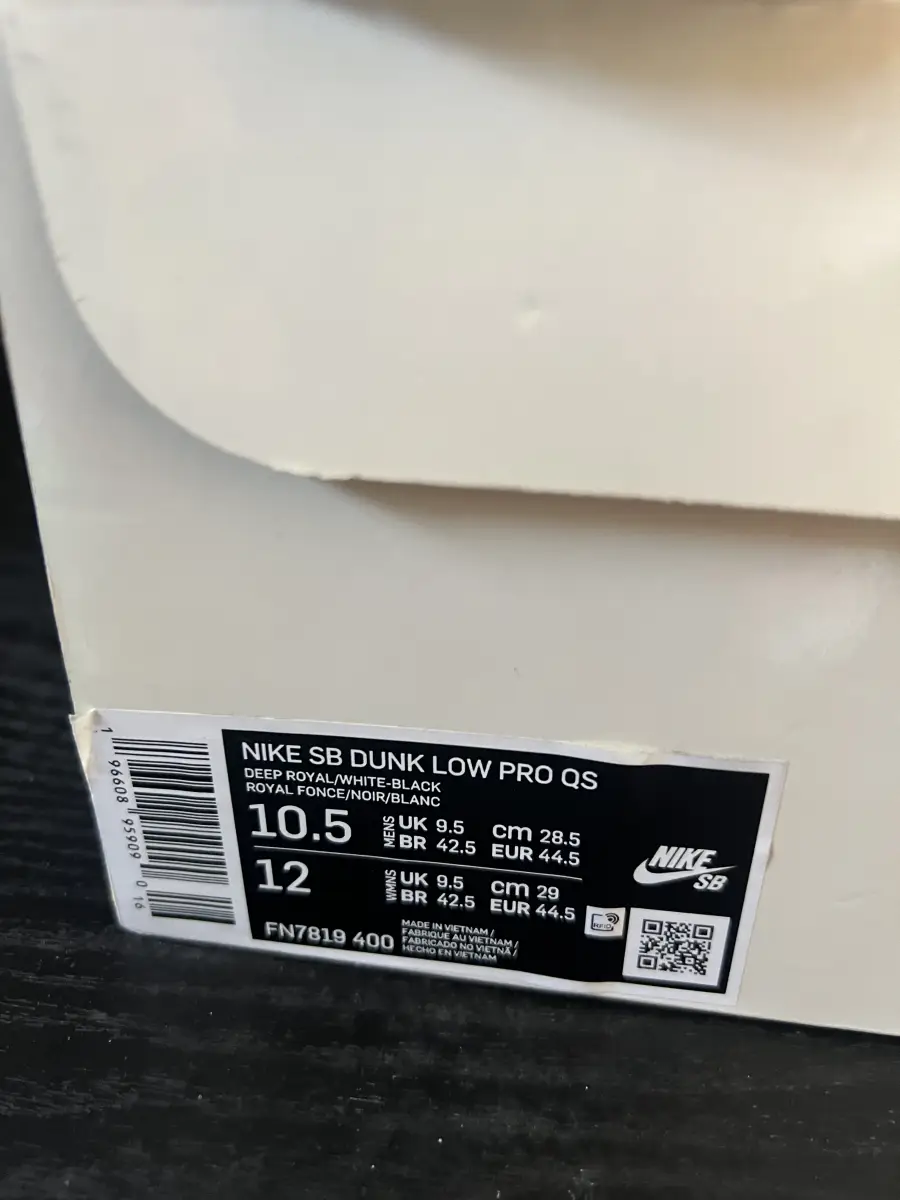 1 96608 95909 0 16
NIKE SB DUNK LOW PRO QS
DEEP ROYAL/WHITE-BLACK
ROYAL FONCE/NOIR/BLANC
10.5 MENS UK 9.5 cm 28.5
BR 42.5 EUR 44.5
12 WMNS UK 9.5 cm 29
BR 42.5 EUR 44.5
FN7819 400
MADE IN VIETNAM /
FABRIQUE AU VIETNAM /
FABRICADO NO VIETNÃ /
HECHO EN VIETNAM
RFID
NIKE
SB